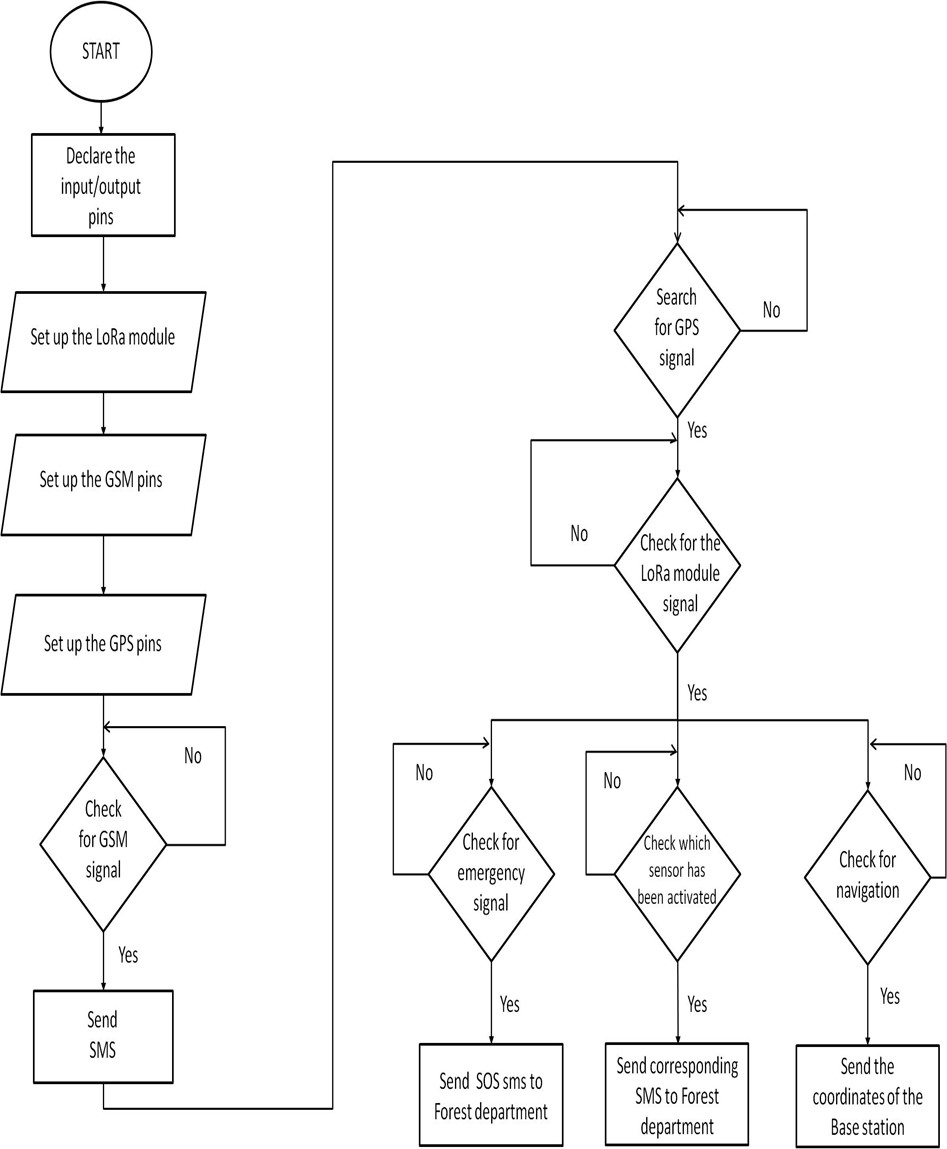 START
Declare the
input/output
pins
Set up the LoRa module
Set up the GSM pins
Set up the GPS pins
No
Check
for GSM
signal
Yes
Send
SMS
Search
for GPS
signal
No
Yes
No
Check for the
LoRa module
signal
Yes
No
Check for
emergency
signal
Yes
Send SOS sms to
Forest department
No
Check which
sensor has
been activated
Yes
Send corresponding
SMS to Forest
department
No
Check for
navigation
Yes
Send the
coordinates of the
Base station